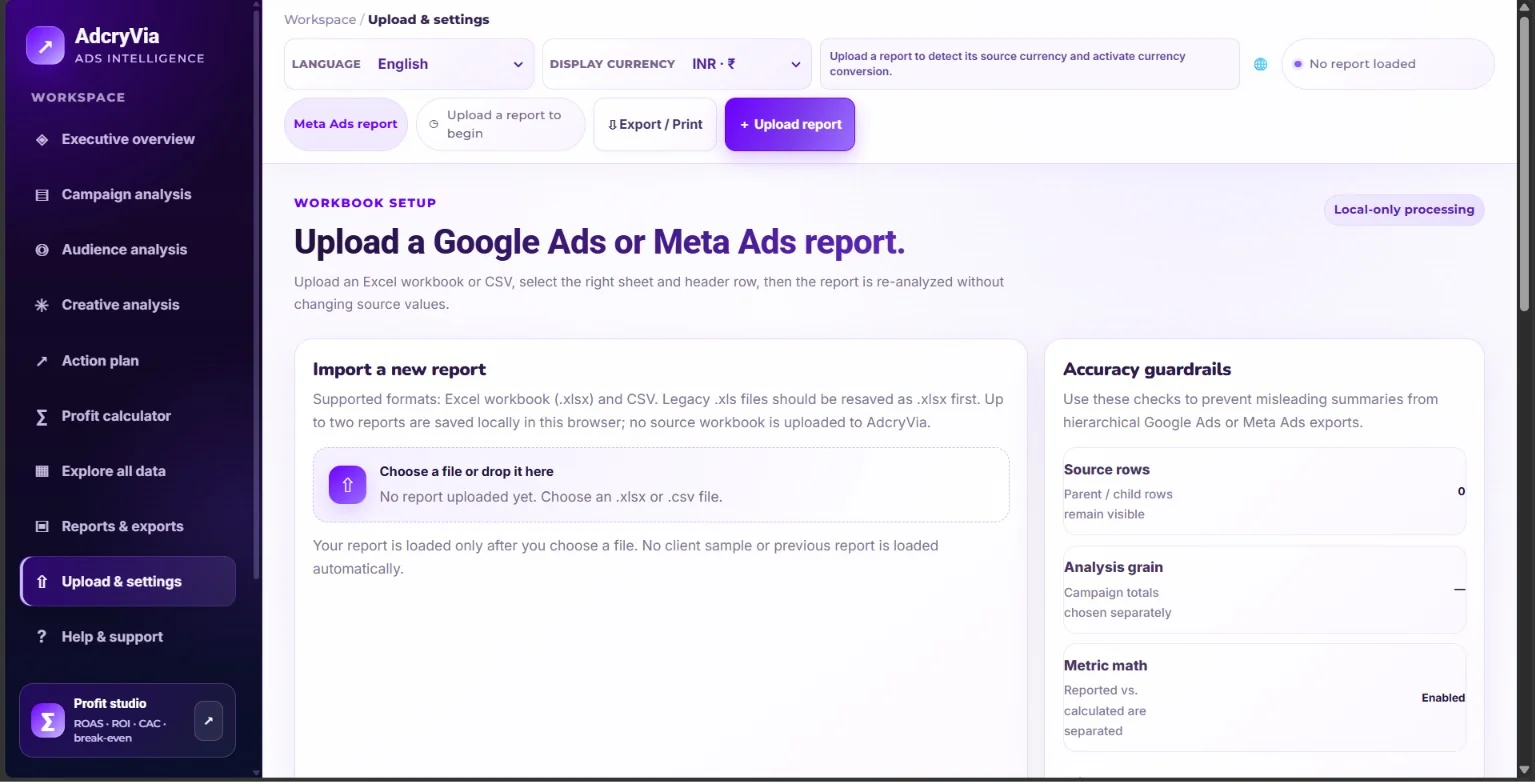 AdcryVia
ADS INTELLIGENCE
WORKSPACE
Executive overview
Campaign analysis
Audience analysis
Creative analysis
Action plan
Profit calculator
Explore all data
Reports & exports
Upload & settings
Help & support
Profit studio
ROAS · ROI · CAC ·
break-even
Workspace / Upload & settings
LANGUAGE English
DISPLAY CURRENCY INR · ₹
Upload a report to detect its source currency and activate currency
conversion.
No report loaded
Meta Ads report
Upload a report to
begin
⇩ Export / Print
+ Upload report
WORKBOOK SETUP
Local-only processing
Upload a Google Ads or Meta Ads report.
Upload an Excel workbook or CSV, select the right sheet and header row, then the report is re-analyzed without
changing source values.
Import a new report
Supported formats: Excel workbook (.xlsx) and CSV. Legacy .xls files should be resaved as .xlsx first. Up
to two reports are saved locally in this browser; no source workbook is uploaded to AdcryVia.
Choose a file or drop it here
No report uploaded yet. Choose an .xlsx or .csv file.
Your report is loaded only after you choose a file. No client sample or previous report is loaded
automatically.
Accuracy guardrails
Use these checks to prevent misleading summaries from
hierarchical Google Ads or Meta Ads exports.
Source rows
Parent / child rows
remain visible
0
Analysis grain
Campaign totals
chosen separately
—
Metric math
Reported vs.
calculated are
separated
Enabled